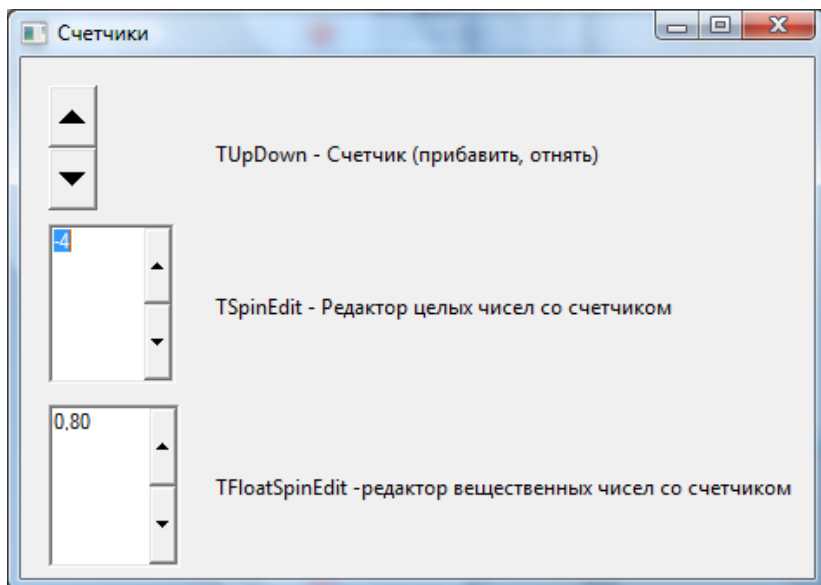 Счетчики
TUpDown - Счетчик (прибавить, отнять)
-4
TSpinEdit - Редактор целых чисел со счетчиком
0,80
TFloatSpinEdit -редактор вещественных чисел со счетчиком